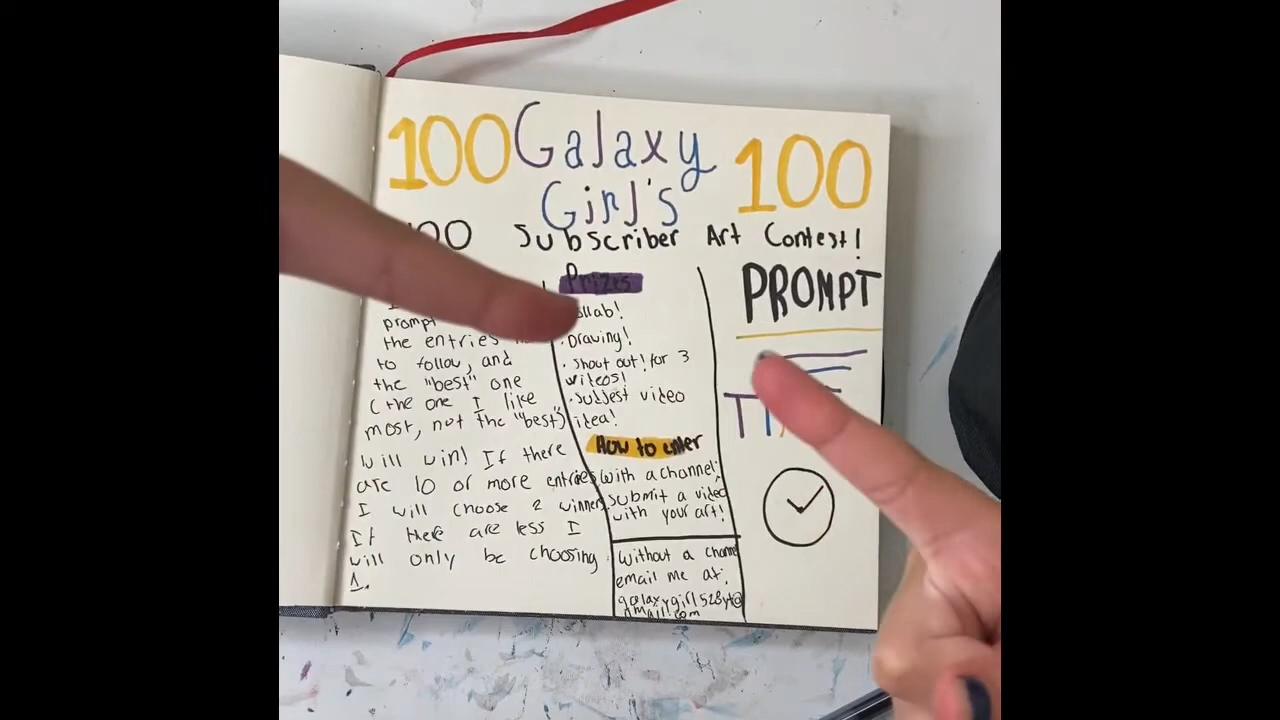 100 Galaxy 100
Girl's
Subscriber Art Contest!
prompt
the entries
to follow, and
the "best" one
(the one I like
most, not the "best")
will win! If there
are 10 or more entries
I will choose 2 winners.
If there are less I
will only be choosing
1.
Prizes
ollab!
·Drawing!
·Shout out! for 3
videos!
·Sujjest video
idea!
How to enter
With a channel:
submit a video
with your art!
Without a channel
email me at:
PROMPT